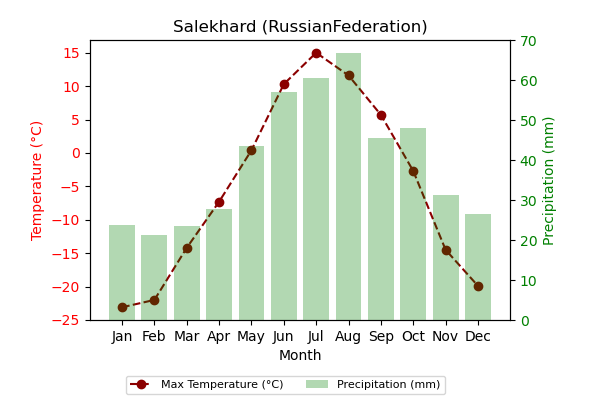 Salekhard (RussianFederation)
Temperature (°C)
15
10
5
0
−5
−10
−15
−20
−25
70
60
50
40
30
20
10
0
Precipitation (mm)
Jan Feb Mar Apr May Jun Jul Aug Sep Oct Nov Dec
Month
Max Temperature (°C) Precipitation (mm)